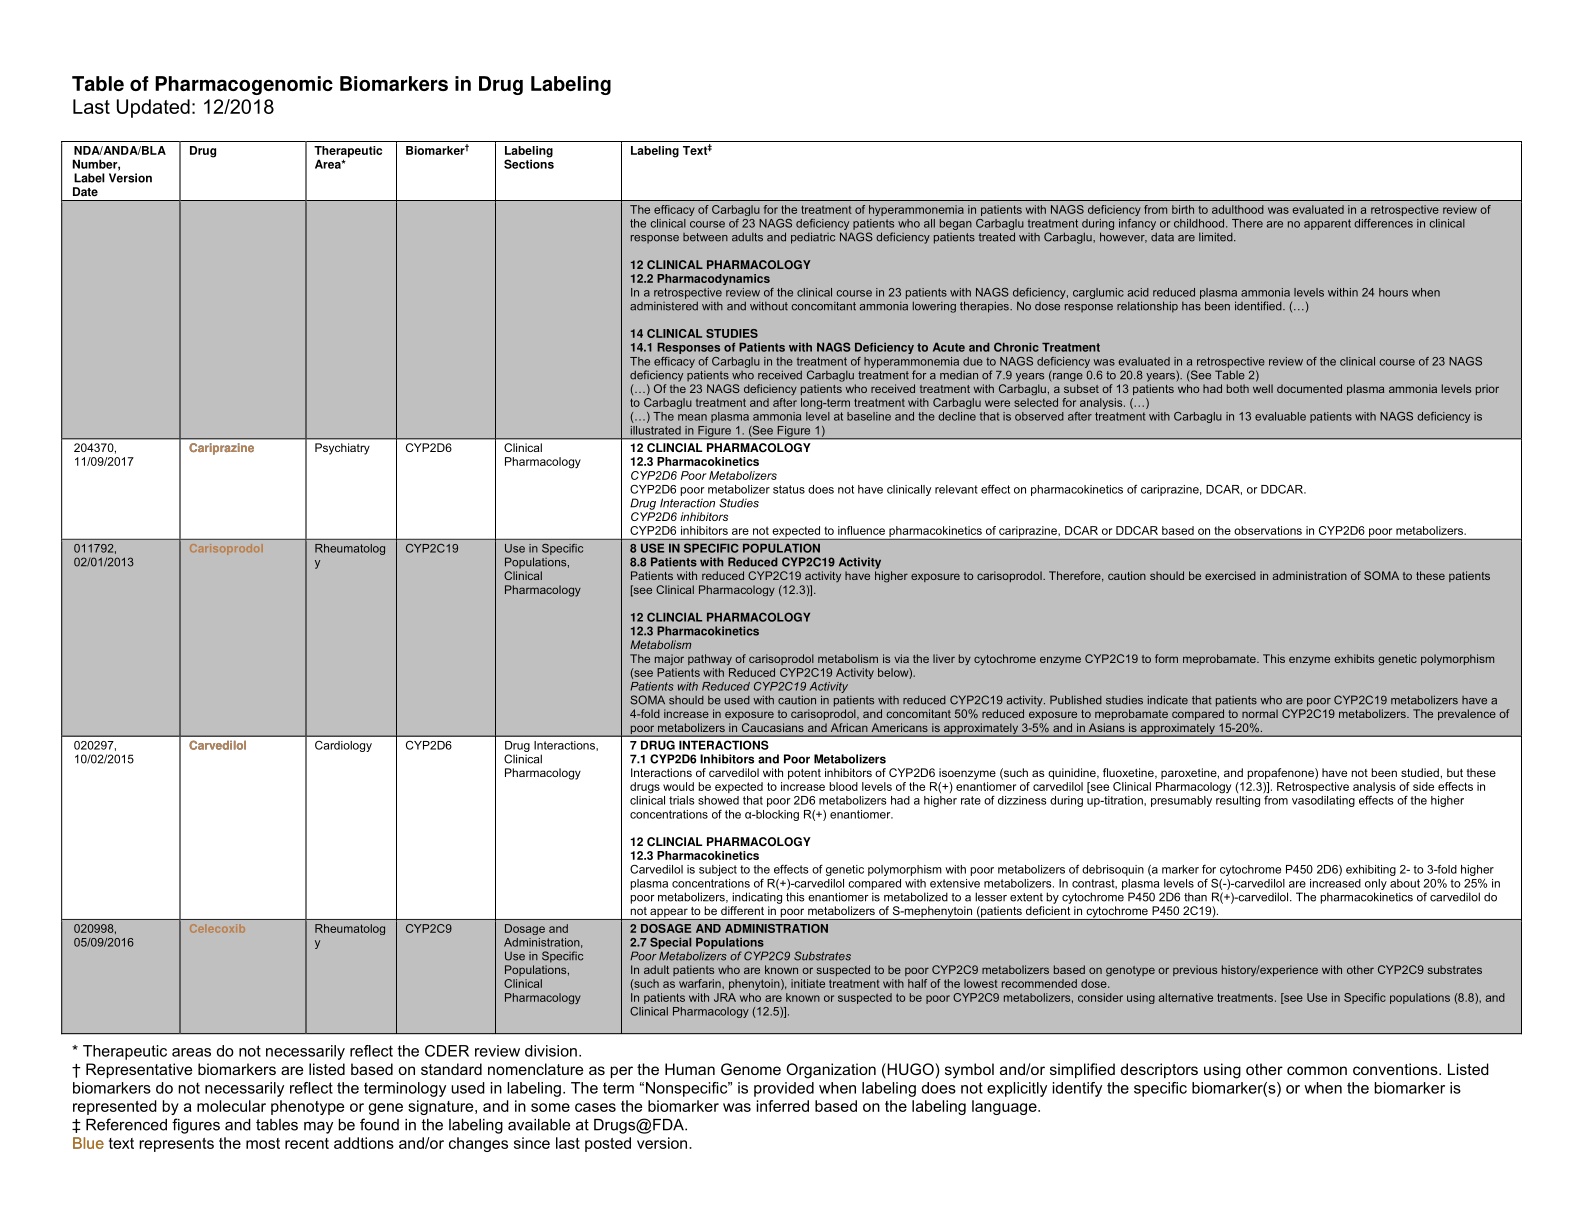 Table of Pharmacogenomic Biomarkers in Drug Labeling
Last Updated: 12/2018
NDA/ANDA/BLA
Number,
Label Version
Date
Drug
Therapeutic
Area*
Biomarker†
Labeling
Sections
Labeling Text‡
The efficacy of Carbaglu for the treatment of hyperammonemia in patients with NAGS deficiency from birth to adulthood was evaluated in a retrospective review of
the clinical course of 23 NAGS deficiency patients who all began Carbaglu treatment during infancy or childhood. There are no apparent differences in clinical
response between adults and pediatric NAGS deficiency patients treated with Carbaglu, however, data are limited.
12 CLINICAL PHARMACOLOGY
12.2 Pharmacodynamics
In a retrospective review of the clinical course in 23 patients with NAGS deficiency, carglumic acid reduced plasma ammonia levels within 24 hours when
administered with and without concomitant ammonia lowering therapies. No dose response relationship has been identified. (…)
14 CLINICAL STUDIES
14.1 Responses of Patients with NAGS Deficiency to Acute and Chronic Treatment
The efficacy of Carbaglu in the treatment of hyperammonemia due to NAGS deficiency was evaluated in a retrospective review of the clinical course of 23 NAGS
deficiency patients who received Carbaglu treatment for a median of 7.9 years (range 0.6 to 20.8 years). (See Table 2)
(…) Of the 23 NAGS deficiency patients who received treatment with Carbaglu, a subset of 13 patients who had both well documented plasma ammonia levels prior
to Carbaglu treatment and after long-term treatment with Carbaglu were selected for analysis. (…)
(…) The mean plasma ammonia level at baseline and the decline that is observed after treatment with Carbaglu in 13 evaluable patients with NAGS deficiency is
illustrated in Figure 1. (See Figure 1)
204370,
11/09/2017
Cariprazine
Psychiatry
CYP2D6
Clinical
Pharmacology
12 CLINCIAL PHARMACOLOGY
12.3 Pharmacokinetics
CYP2D6 Poor Metabolizers
CYP2D6 poor metabolizer status does not have clinically relevant effect on pharmacokinetics of cariprazine, DCAR, or DDCAR.
Drug Interaction Studies
CYP2D6 inhibitors
CYP2D6 inhibitors are not expected to influence pharmacokinetics of cariprazine, DCAR or DDCAR based on the observations in CYP2D6 poor metabolizers.
011792,
02/01/2013
Carisoprodol
Rheumatolog
y
CYP2C19
Use in Specific
Populations,
Clinical
Pharmacology
8 USE IN SPECIFIC POPULATION
8.8 Patients with Reduced CYP2C19 Activity
Patients with reduced CYP2C19 activity have higher exposure to carisoprodol. Therefore, caution should be exercised in administration of SOMA to these patients
[see Clinical Pharmacology (12.3)].
12 CLINCIAL PHARMACOLOGY
12.3 Pharmacokinetics
Metabolism
The major pathway of carisoprodol metabolism is via the liver by cytochrome enzyme CYP2C19 to form meprobamate. This enzyme exhibits genetic polymorphism
(see Patients with Reduced CYP2C19 Activity below).
Patients with Reduced CYP2C19 Activity
SOMA should be used with caution in patients with reduced CYP2C19 activity. Published studies indicate that patients who are poor CYP2C19 metabolizers have a
4-fold increase in exposure to carisoprodol, and concomitant 50% reduced exposure to meprobamate compared to normal CYP2C19 metabolizers. The prevalence of
poor metabolizers in Caucasians and African Americans is approximately 3-5% and in Asians is approximately 15-20%.
020297,
10/02/2015
Carvedilol
Cardiology
CYP2D6
Drug Interactions,
Clinical
Pharmacology
7 DRUG INTERACTIONS
7.1 CYP2D6 Inhibitors and Poor Metabolizers
Interactions of carvedilol with potent inhibitors of CYP2D6 isoenzyme (such as quinidine, fluoxetine, paroxetine, and propafenone) have not been studied, but these
drugs would be expected to increase blood levels of the R(+) enantiomer of carvedilol [see Clinical Pharmacology (12.3)]. Retrospective analysis of side effects in
clinical trials showed that poor 2D6 metabolizers had a higher rate of dizziness during up-titration, presumably resulting from vasodilating effects of the higher
concentrations of the α-blocking R(+) enantiomer.
12 CLINCIAL PHARMACOLOGY
12.3 Pharmacokinetics
Carvedilol is subject to the effects of genetic polymorphism with poor metabolizers of debrisoquin (a marker for cytochrome P450 2D6) exhibiting 2- to 3-fold higher
plasma concentrations of R(+)-carvedilol compared with extensive metabolizers. In contrast, plasma levels of S(-)-carvedilol are increased only about 20% to 25% in
poor metabolizers, indicating this enantiomer is metabolized to a lesser extent by cytochrome P450 2D6 than R(+)-carvedilol. The pharmacokinetics of carvedilol do
not appear to be different in poor metabolizers of S-mephenytoin (patients deficient in cytochrome P450 2C19).
020998,
05/09/2016
Celecoxib
Rheumatolog
y
CYP2C9
Dosage and
Administration,
Use in Specific
Populations,
Clinical
Pharmacology
2 DOSAGE AND ADMINISTRATION
2.7 Special Populations
Poor Metabolizers of CYP2C9 Substrates
In adult patients who are known or suspected to be poor CYP2C9 metabolizers based on genotype or previous history/experience with other CYP2C9 substrates
(such as warfarin, phenytoin), initiate treatment with half of the lowest recommended dose.
In patients with JRA who are known or suspected to be poor CYP2C9 metabolizers, consider using alternative treatments. [see Use in Specific populations (8.8), and
Clinical Pharmacology (12.5)].
* Therapeutic areas do not necessarily reflect the CDER review division.
† Representative biomarkers are listed based on standard nomenclature as per the Human Genome Organization (HUGO) symbol and/or simplified descriptors using other common conventions. Listed
biomarkers do not necessarily reflect the terminology used in labeling. The term “Nonspecific” is provided when labeling does not explicitly identify the specific biomarker(s) or when the biomarker is
represented by a molecular phenotype or gene signature, and in some cases the biomarker was inferred based on the labeling language.
‡ Referenced figures and tables may be found in the labeling available at Drugs@FDA.
Blue text represents the most recent addtions and/or changes since last posted version.